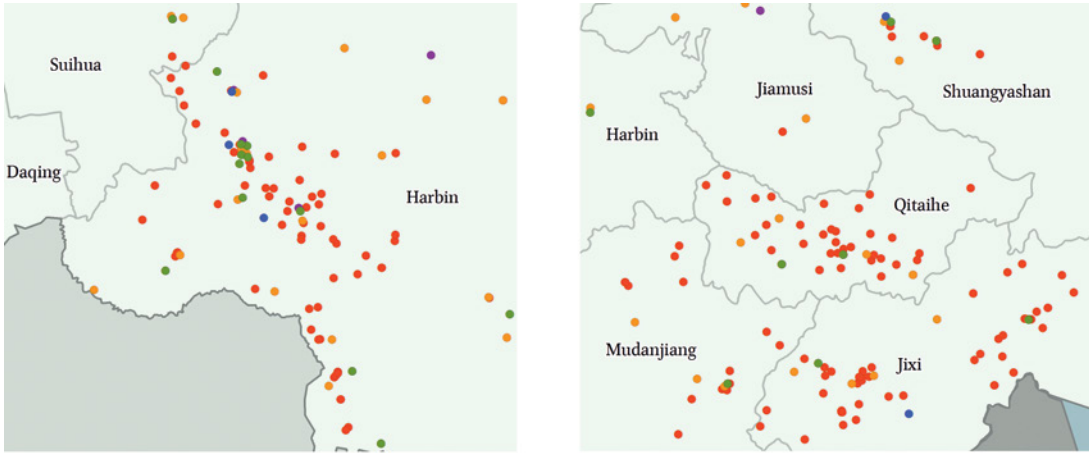 Suihua
Daqing
Harbin
Jiamusi
Shuangyashan
Harbin
Qitaihe
Mudanjiang
Jixi